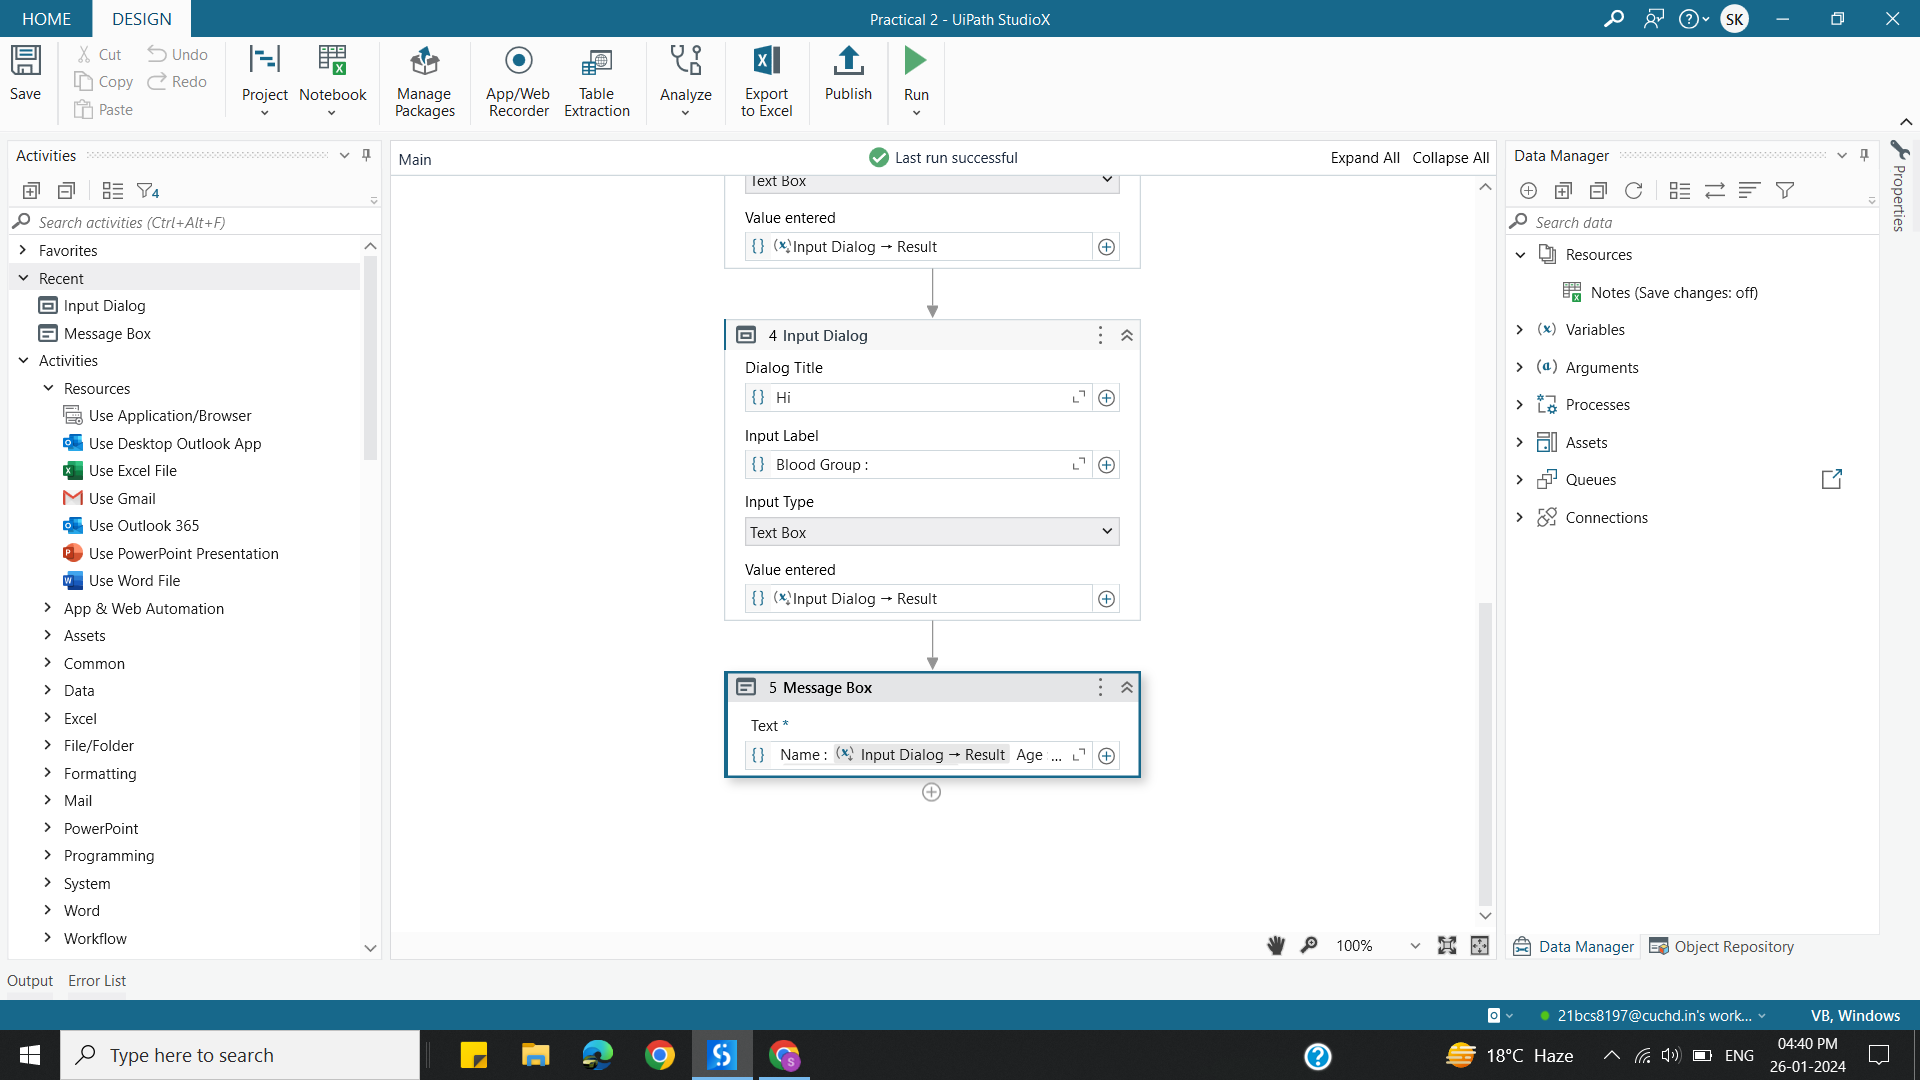 HOME DESIGN Practical 2 - UiPath StudioX SK
Save Cut Copy Paste Undo Redo Project Notebook Manage Packages App/Web Recorder Table Extraction Analyze Export to Excel Publish Run
Activities
4
Search activities (Ctrl+Alt+F)
Favorites
Recent
Input Dialog
Message Box
Activities
Resources
Use Application/Browser
Use Desktop Outlook App
Use Excel File
Use Gmail
Use Outlook 365
Use PowerPoint Presentation
Use Word File
App & Web Automation
Assets
Common
Data
Excel
File/Folder
Formatting
Mail
PowerPoint
Programming
System
Word
Workflow
Main Last run successful Expand All Collapse All
Text Box
Value entered
{} (x) Input Dialog → Result
4 Input Dialog
Dialog Title
{} Hi
Input Label
{} Blood Group :
Input Type
Text Box
Value entered
{} (x) Input Dialog → Result
5 Message Box
Text *
{} Name : (x) Input Dialog → Result Age ...
100%
Data Manager
Search data
Resources
Notes (Save changes: off)
(x) Variables
(a) Arguments
Processes
Assets
Queues
Connections
Data Manager Object Repository
Properties
Output Error List
21bcs8197@cuchd.in's work... VB, Windows
Type here to search
18°C Haze ENG
04:40 PM
26-01-2024